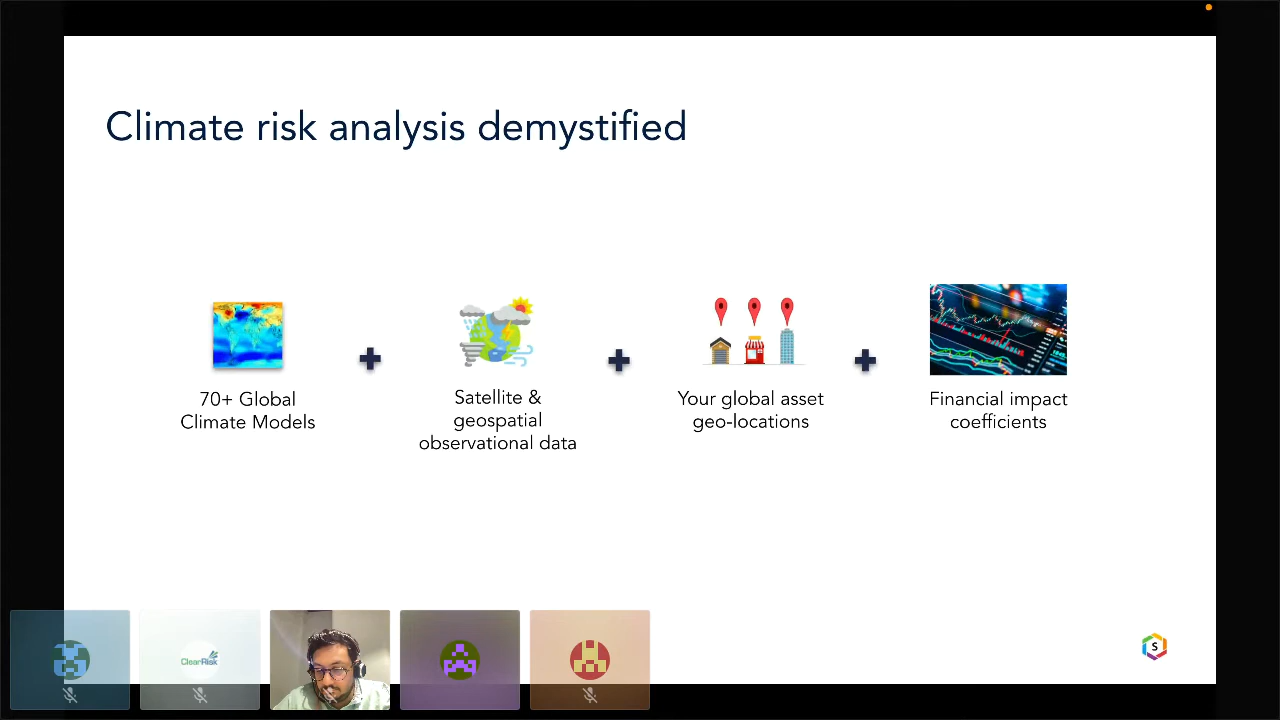 Climate risk analysis demystified
70+ Global
Climate Models
Satellite &
geospatial
observational data
Your global asset
geo-locations
Financial impact
coefficients
ClearRisk
S